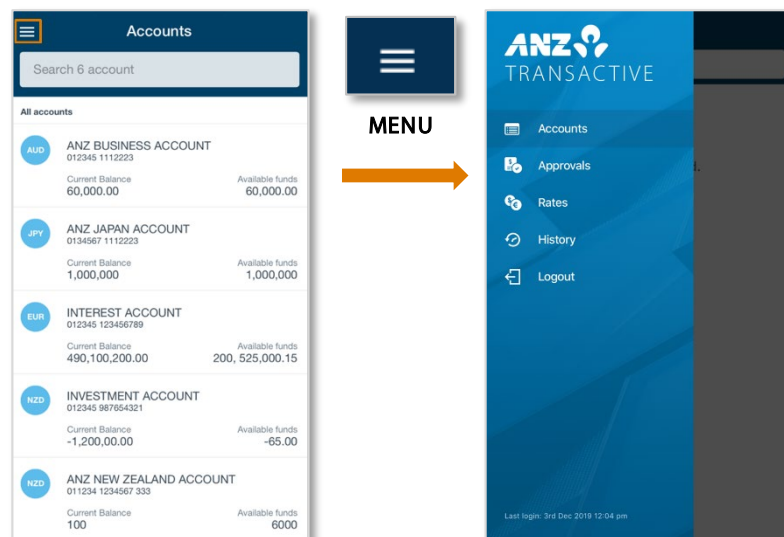 Accounts
Search 6 account
All accounts
AUD
ANZ BUSINESS ACCOUNT
012345 1112223
Current Balance Available funds
60,000.00 60,000.00
JPY
ANZ JAPAN ACCOUNT
0134567 1112223
Current Balance Available funds
1,000,000 1,000,000
EUR
INTEREST ACCOUNT
012345 123456789
Current Balance Available funds
490,100,200.00 200, 525,000.15
NZD
INVESTMENT ACCOUNT
012345 987654321
Current Balance Available funds
-1,200,00.00 -65.00
NZD
ANZ NEW ZEALAND ACCOUNT
011234 1234567 333
Current Balance Available funds
100 6000
MENU
ANZ
TRANSACTIVE
Accounts
Approvals
Rates
History
Logout
Last login: 3rd Dec 2019 12:04 pm